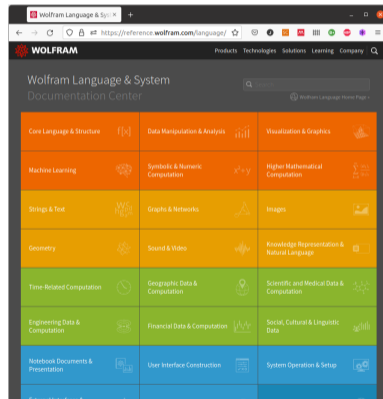 Wolfram Language & Sys
https://reference.wolfram.com/language/
WOLFRAM
Products Technologies Solutions Learning Company
Wolfram Language & System
Documentation Center
Search
Wolfram Language Home Page ›
Core Language & Structure
f[x]
Data Manipulation & Analysis
Visualization & Graphics
Machine Learning
Symbolic & Numeric
Computation
Higher Mathematical
Computation
Strings & Text
Graphs & Networks
Images
Geometry
Sound & Video
Knowledge Representation &
Natural Language
Time-Related Computation
Geographic Data &
Computation
Scientific and Medical Data &
Computation
Engineering Data &
Computation
Financial Data & Computation
Social, Cultural & Linguistic
Data
Notebook Documents &
Presentation
User Interface Construction
System Operation & Setup